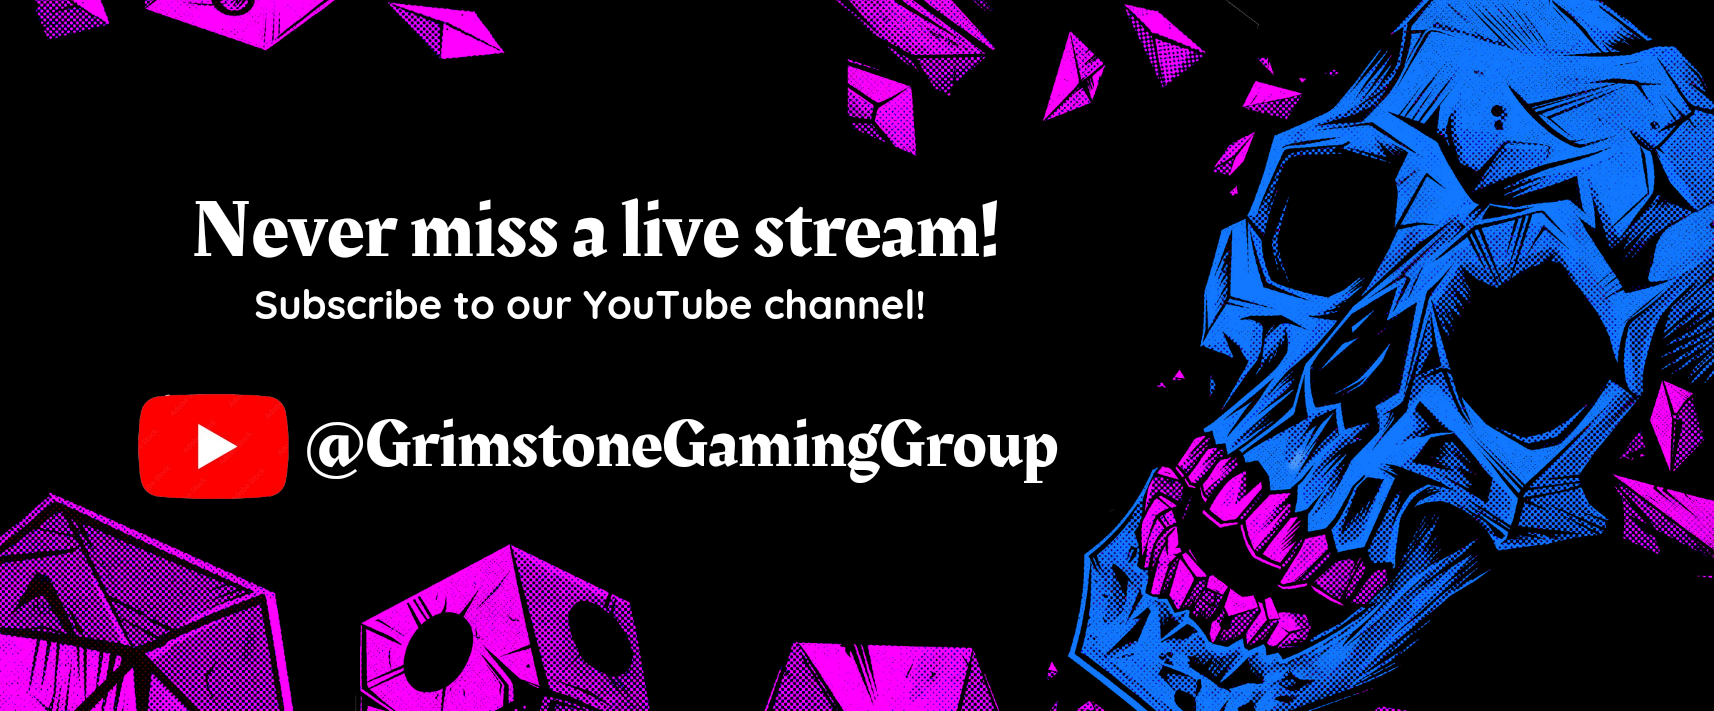 Never miss a live stream!
Subscribe to our YouTube channel!
@GrimstoneGamingGroup